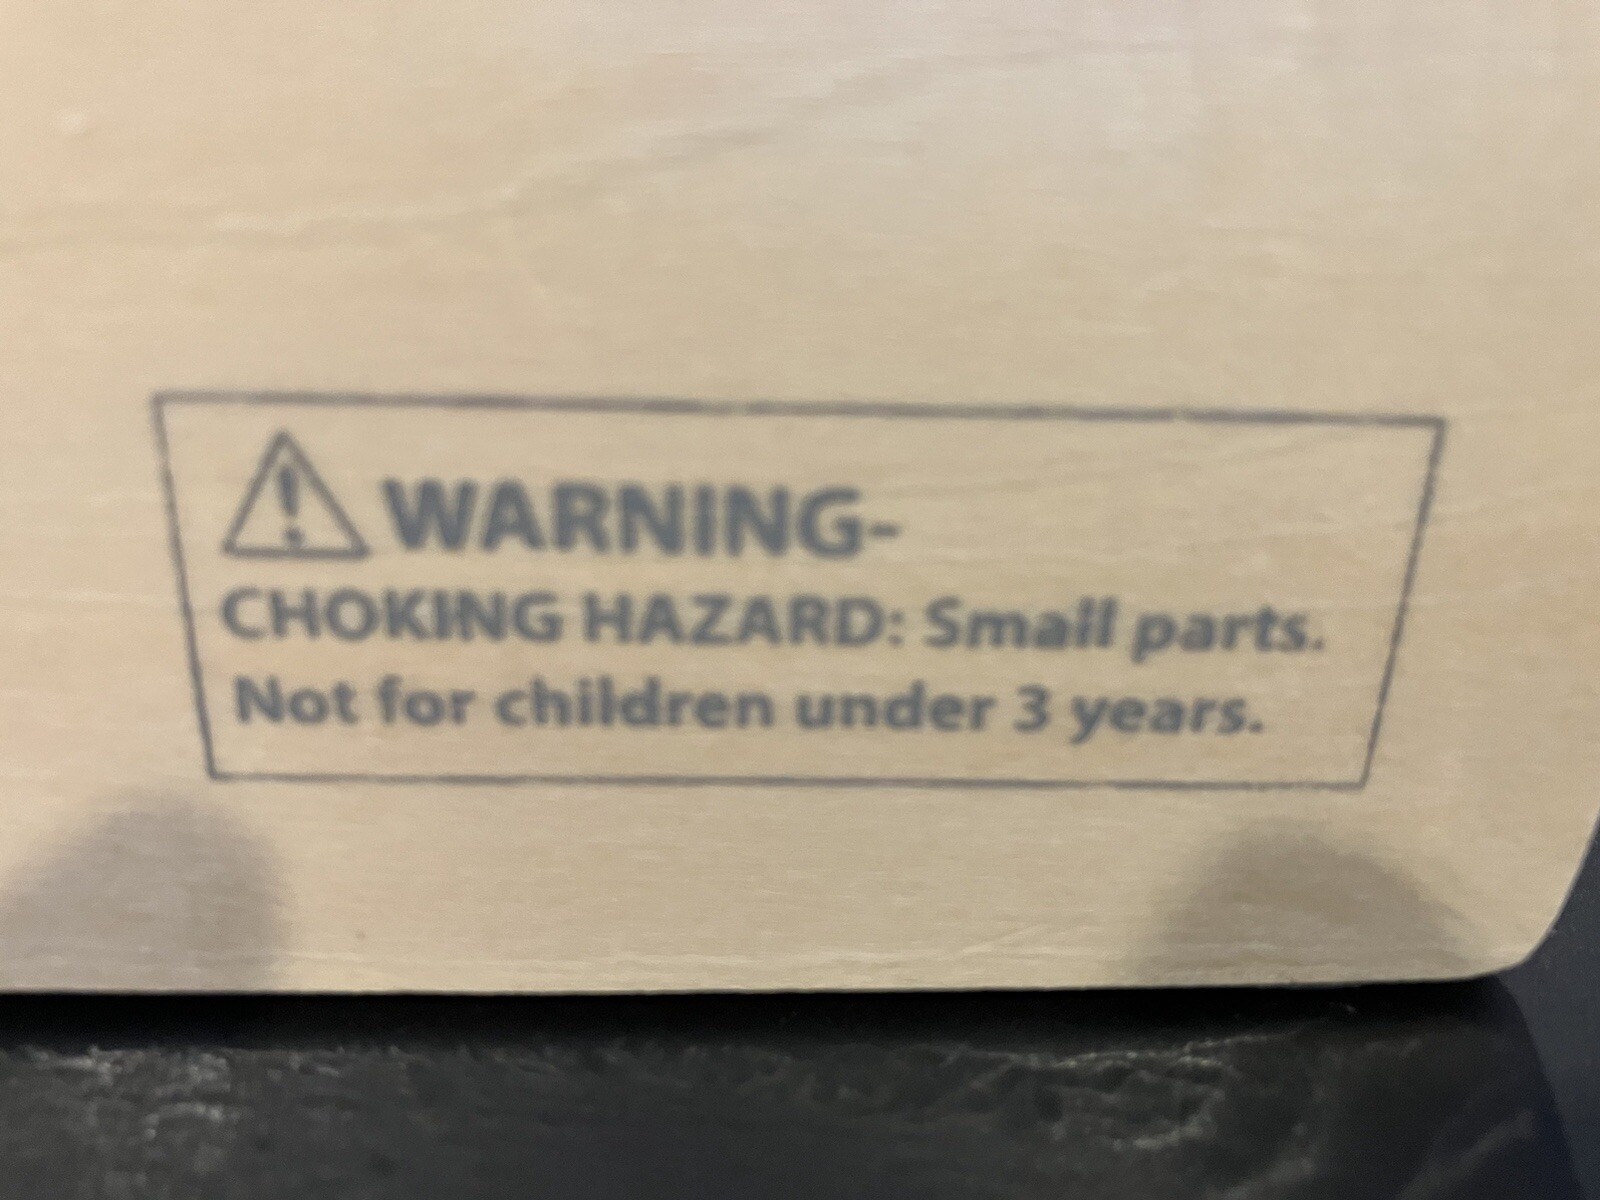 WARNING-
CHOKING HAZARD: Small parts.
Not for children under 3 years.